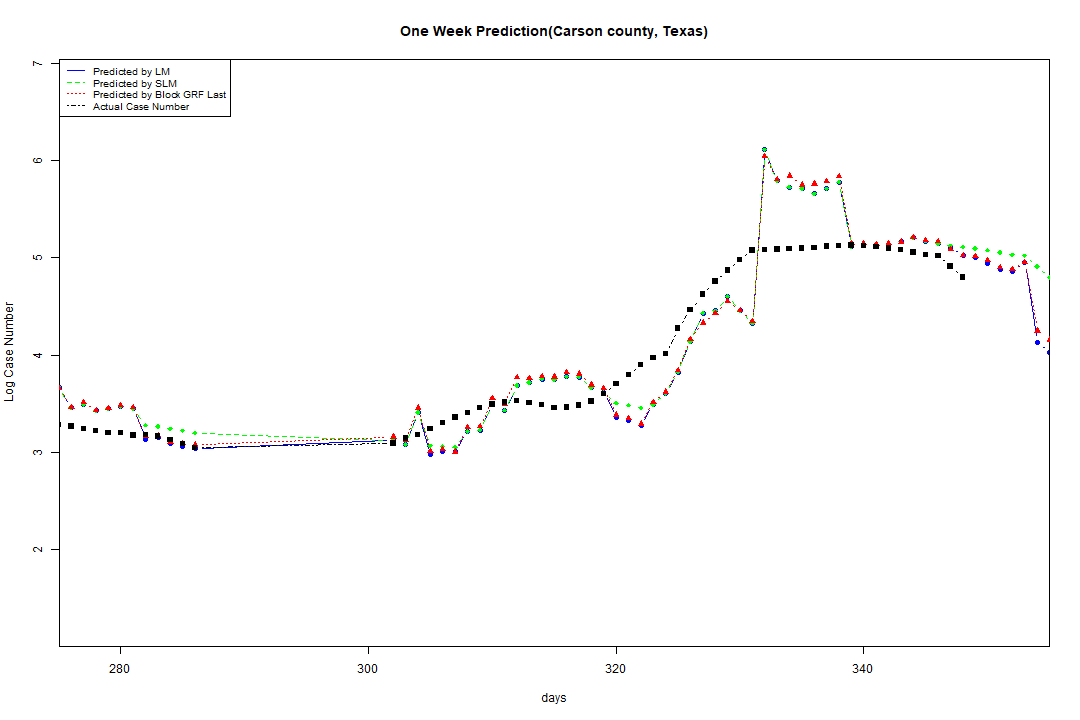 One Week Prediction(Carson county, Texas)
Predicted by LM
Predicted by SLM
Predicted by Block GRF Last
Actual Case Number
7
6
5
4
3
2
Log Case Number
280
300
320
340
days